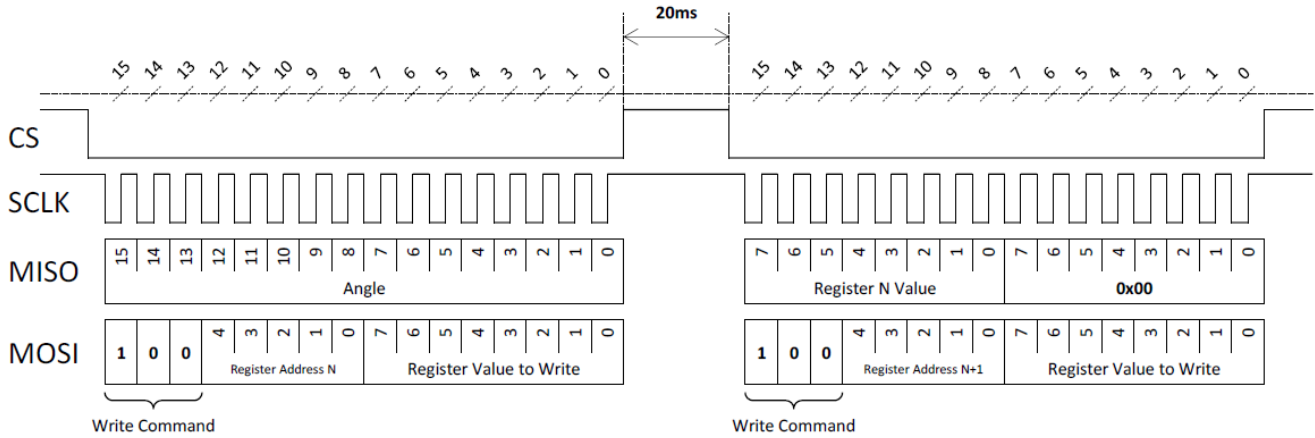 20ms
15 14 13 12 11 10 9 8 7 6 5 4 3 2 1 0 15 14 13 12 11 10 9 8 7 6 5 4 3 2 1 0
CS
SCLK
MISO 15 14 13 12 11 10 9 8 7 6 5 4 3 2 1 0 7 6 5 4 3 2 1 0 7 6 5 4 3 2 1 0
Angle Register N Value 0x00
MOSI 1 0 0 4 3 2 1 0 7 6 5 4 3 2 1 0 1 0 0 4 3 2 1 0 7 6 5 4 3 2 1 0
Register Address N Register Value to Write Register Address N+1 Register Value to Write
Write Command Write Command